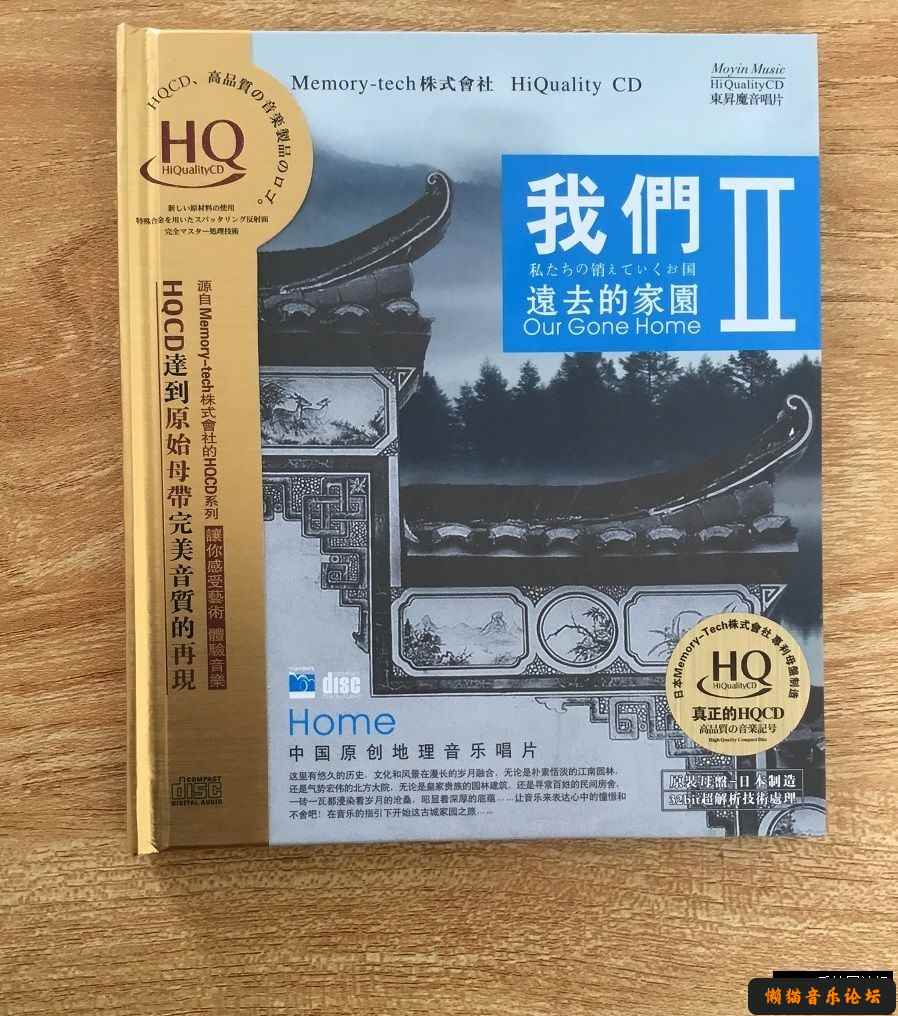 HQCD、高品質の音楽製品のロゴ。
HQ
HiQualityCD
新しい原材料の使用
特殊合金を用いたスパッタリング反射面
完全マスター処理技術
Memory-tech株式會社 HiQuality CD
Moyin Music
HiQualityCD
東昇魔音唱片
我們
II
私たちの销えていくお国
遠去的家園
Our Gone Home
源自Memory-tech株式會社的HQCD系列
讓你感受藝術 體驗音樂
HQCD達到原始母帶完美音質的再現
disc
Home
中国原创地理音乐唱片
这里有悠久的历史、文化和风景在漫长的岁月融合，无论是朴素恬淡的江南园林，
还是气势宏伟的北方大院，无论是皇家贵族的园林建筑，还是寻常百姓的民间房舍，
一砖一瓦都浸染着岁月的沧桑，昭显着深厚的底蕴……让音乐来表达心中的憧憬和
不舍吧！在音乐的指引下开始这古城家园之旅……
日本Memory-Tech株式會社專利母盤制造
HQ
HiQualityCD
真正的HQCD
高品質の音楽記号
High Quality Compact Disc
原裝母盤-日本制造
32Bit超解析技術處理
COMPACT
disc
DIGITAL AUDIO
懒猫音乐论坛